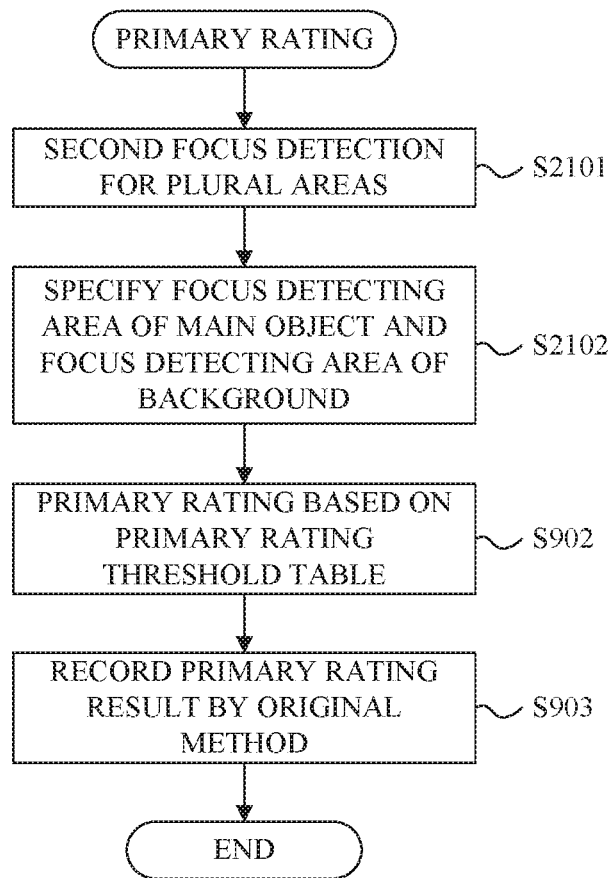 PRIMARY RATING
SECOND FOCUS DETECTION
FOR PLURAL AREAS
S2101
SPECIFY FOCUS DETECTING
AREA OF MAIN OBJECT AND
FOCUS DETECTING AREA OF
BACKGROUND
S2102
PRIMARY RATING BASED ON
PRIMARY RATING
THRESHOLD TABLE
S902
RECORD PRIMARY RATING
RESULT BY ORIGINAL
METHOD
S903
END